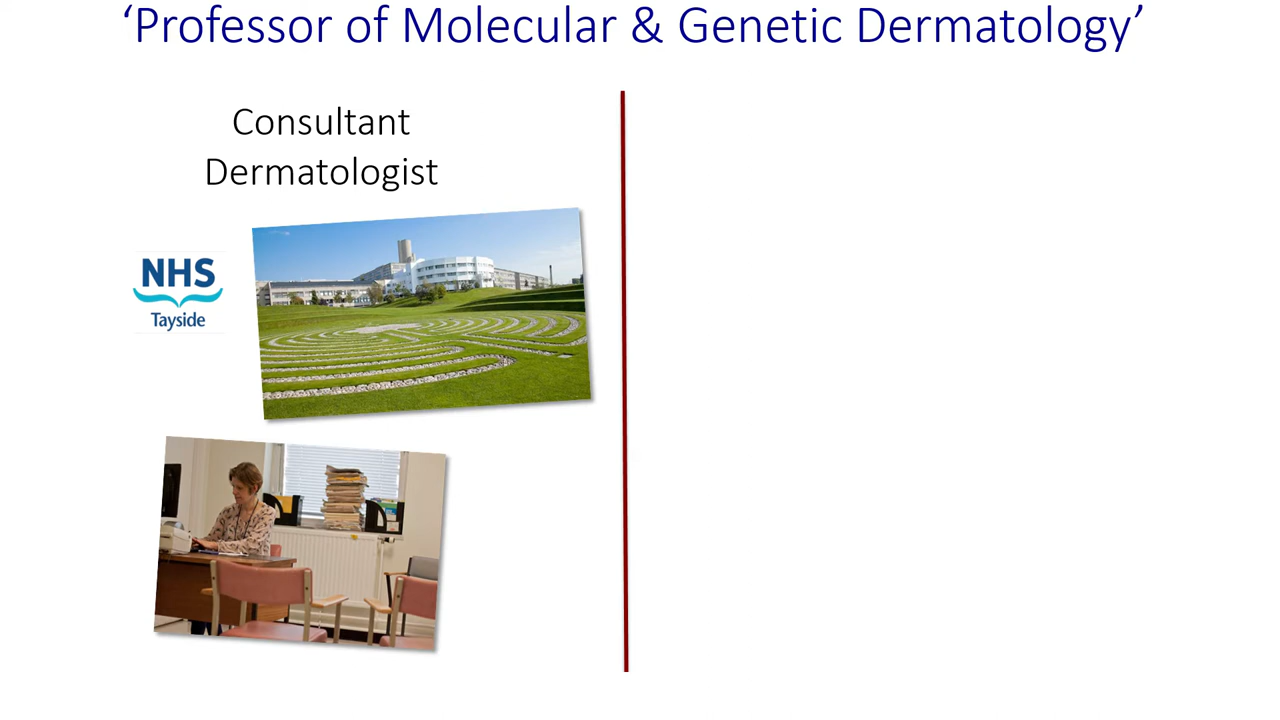 ‘Professor of Molecular & Genetic Dermatology’
Consultant
Dermatologist
NHS
Tayside